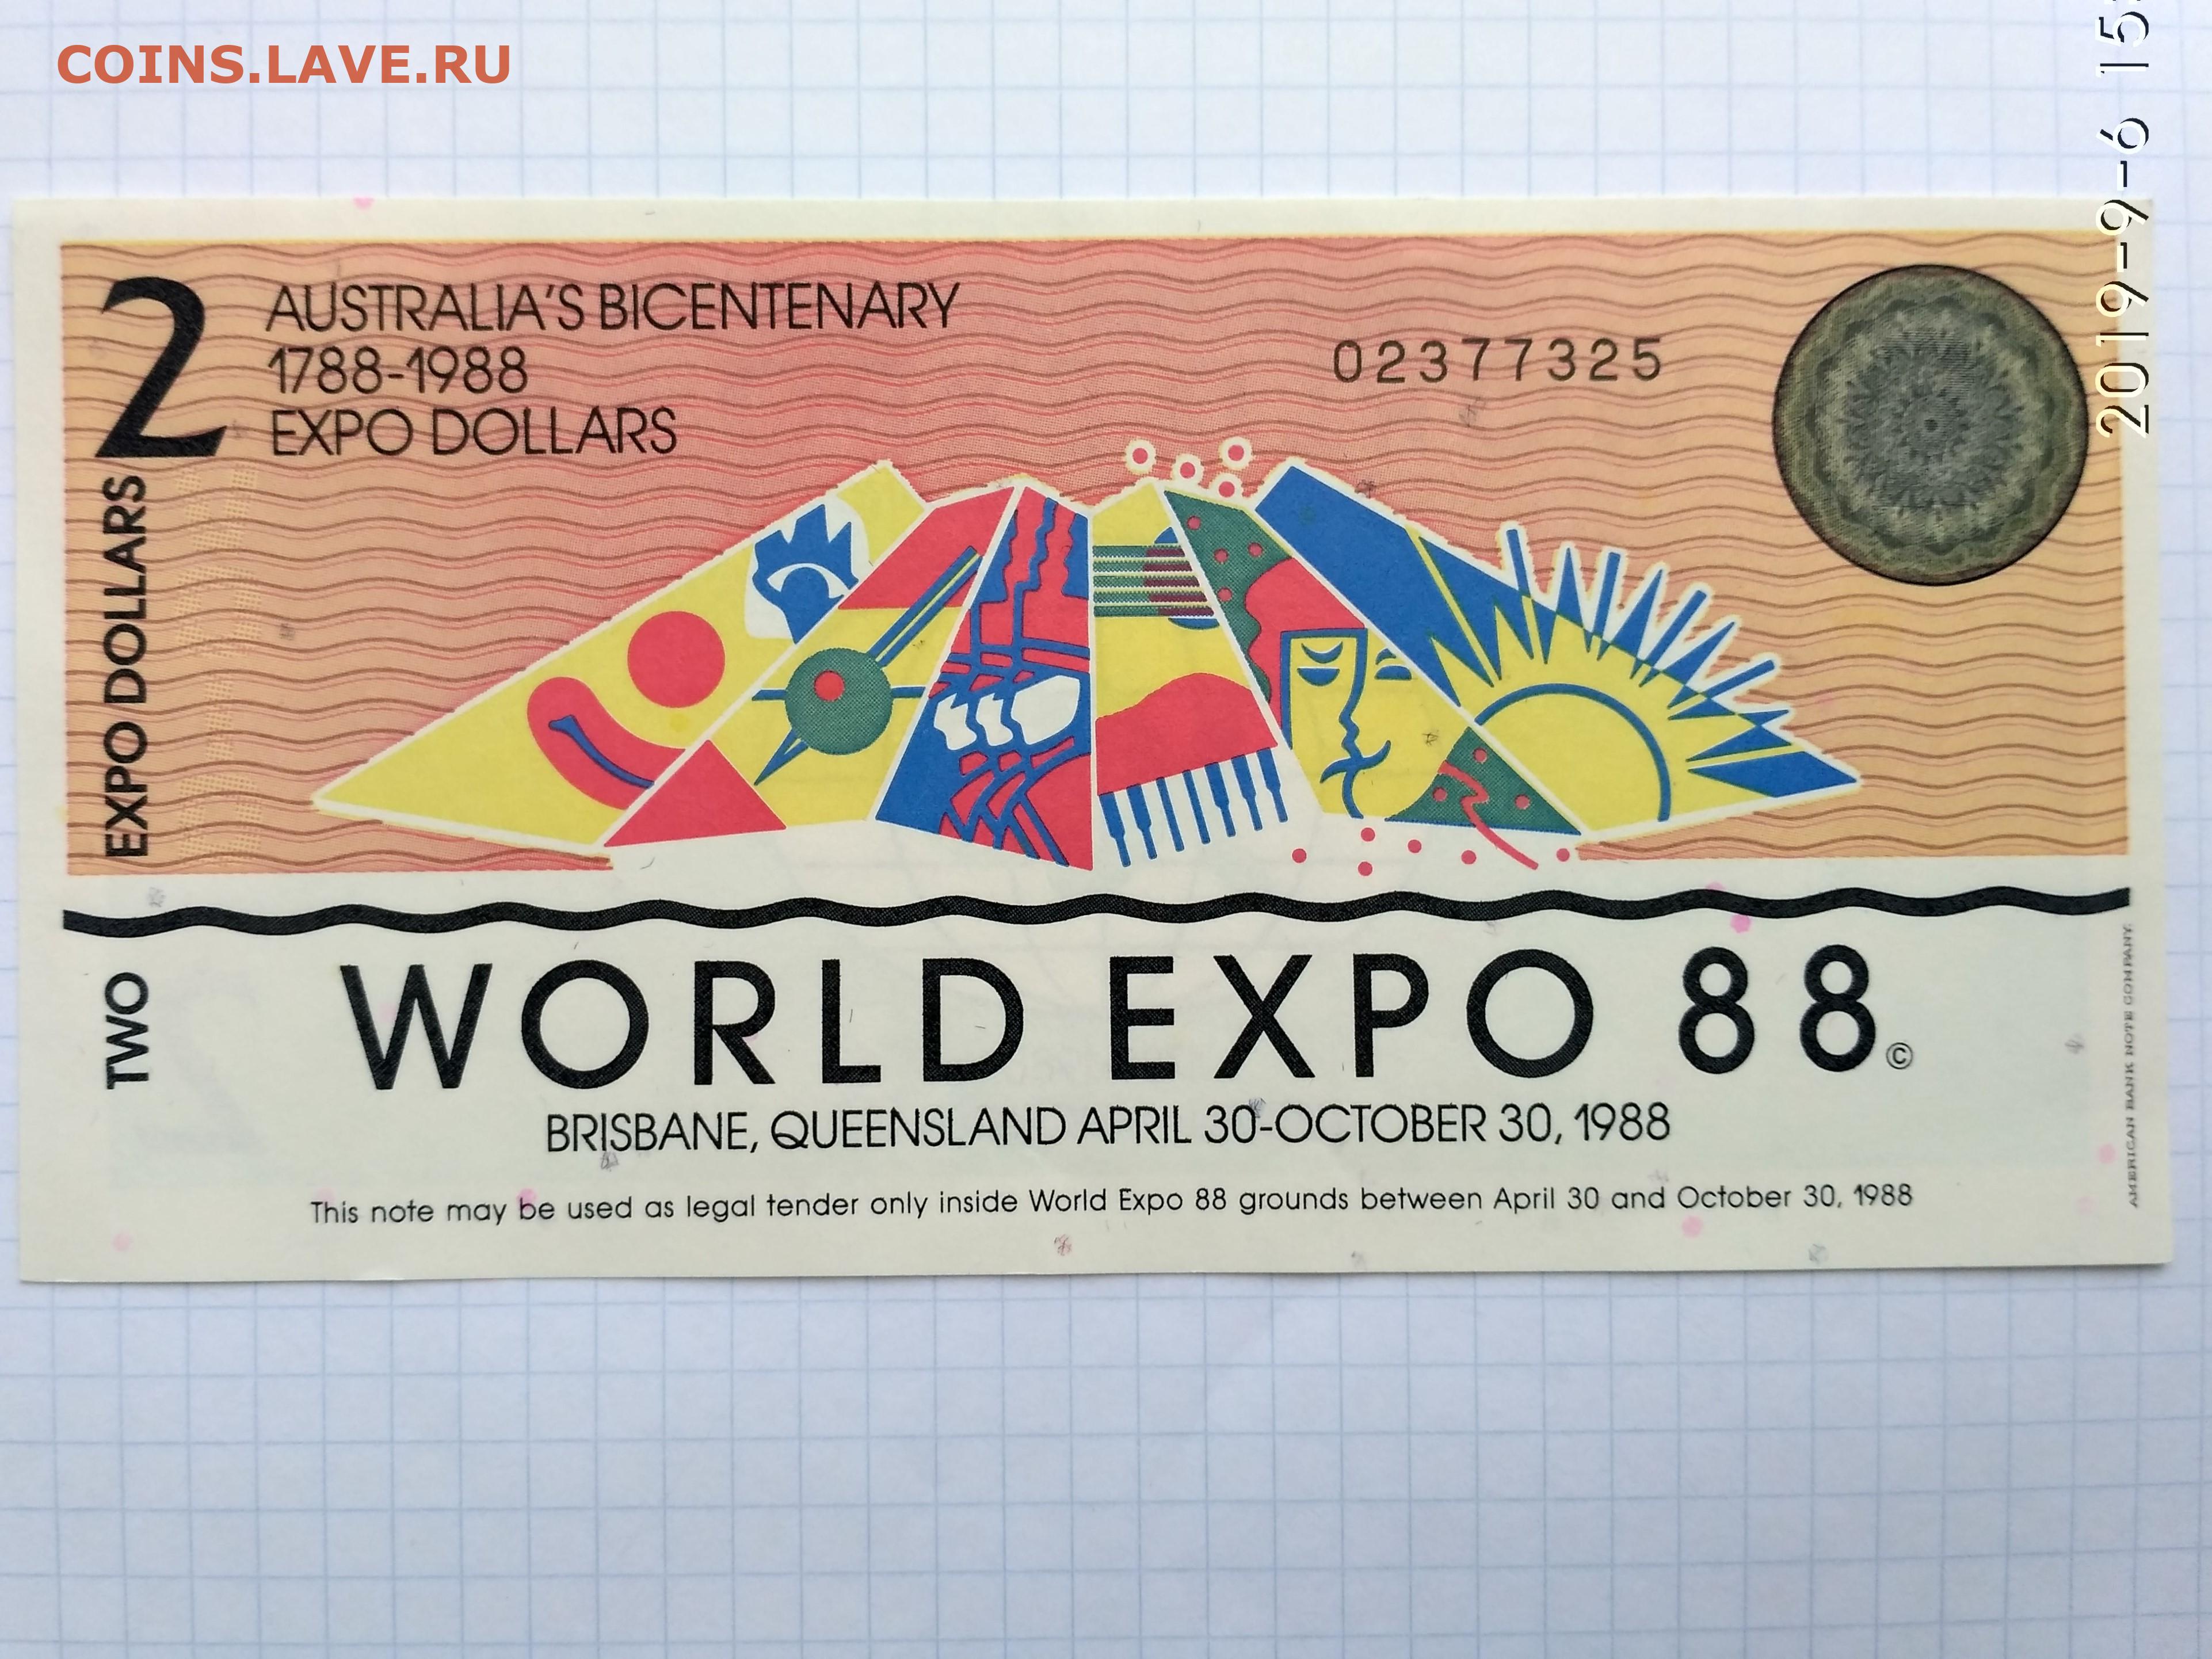 COINS.LAVE.RU
2019-9-6 15:
2
AUSTRALIA'S BICENTENARY
1788-1988
EXPO DOLLARS
02377325
EXPO DOLLARS
TWO
WORLD EXPO 88©
BRISBANE, QUEENSLAND APRIL 30-OCTOBER 30, 1988
This note may be used as legal tender only inside World Expo 88 grounds between April 30 and October 30, 1988
AMERICAN BANK NOTE COMPANY